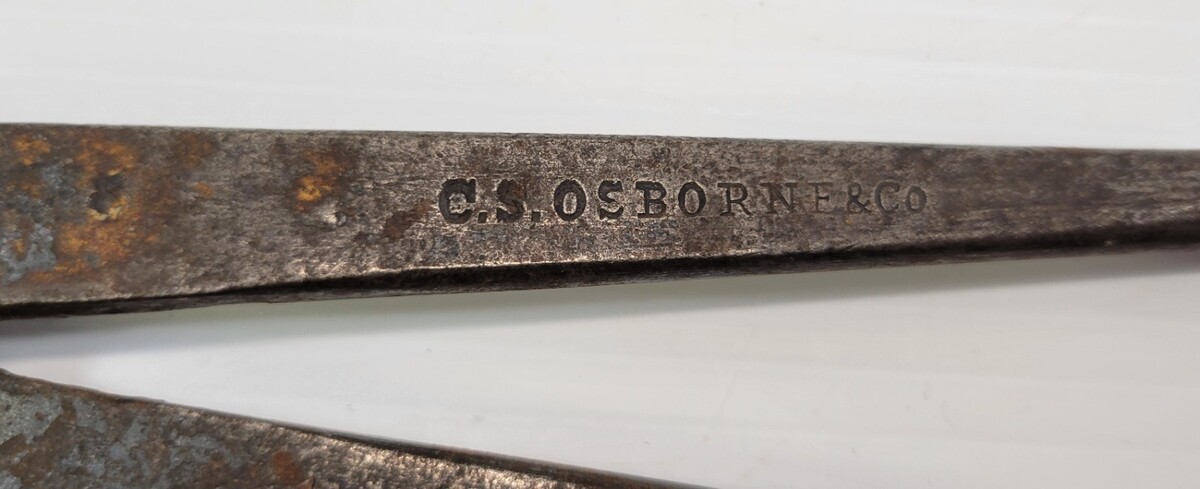 C.S. OSBORNE & Co